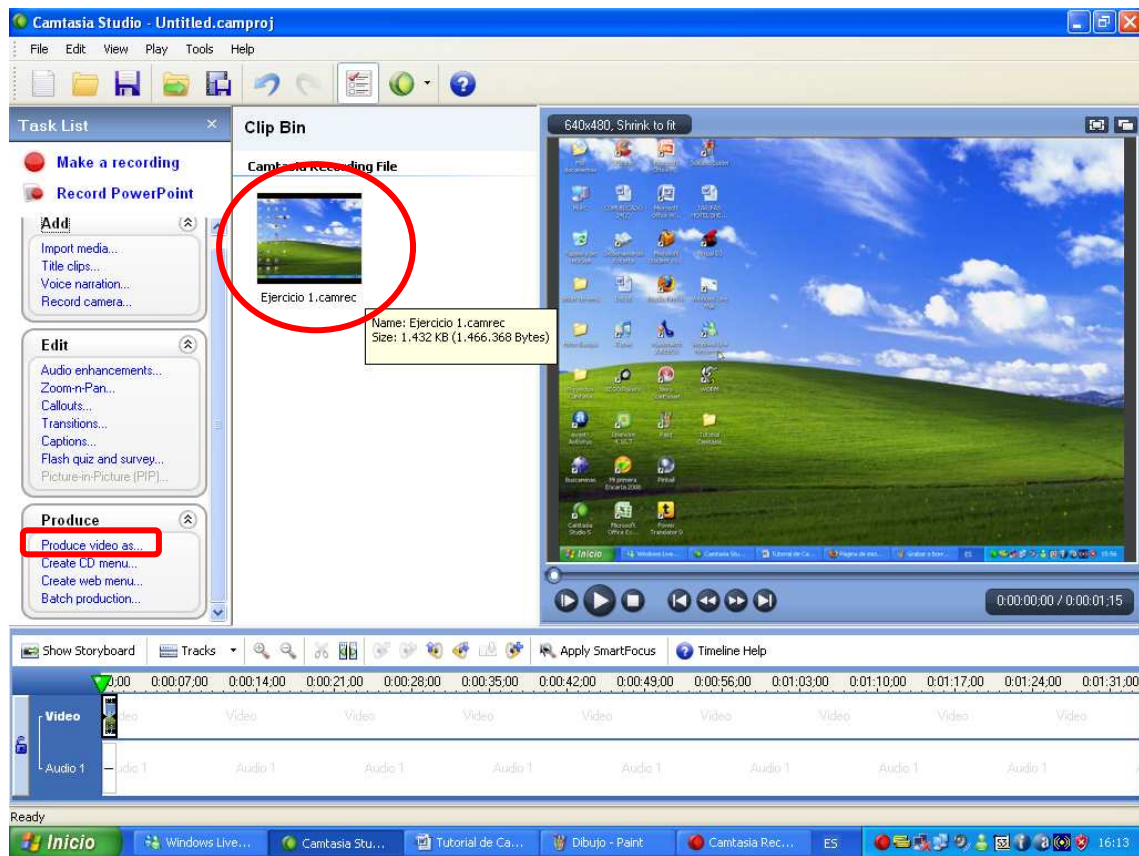 Camtasia Studio - Untitled.camproj
File Edit View Play Tools Help
Task List
Make a recording
Record PowerPoint
Add
Import media...
Title clips...
Voice narration...
Record camera...
Edit
Audio enhancements...
Zoom-n-Pan...
Callouts...
Transitions...
Captions...
Flash quiz and survey...
Picture-in-Picture (PIP)...
Produce
Produce video as...
Create CD menu...
Create web menu...
Batch production...
Clip Bin
Camtasia Recording File
Ejercicio 1.camrec
Name: Ejercicio 1.camrec
Size: 1.432 KB (1.466.368 Bytes)
640x480, Shrink to fit
Inicio
0:00:00;00 / 0:00:01;15
Show Storyboard Tracks Apply SmartFocus Timeline Help
0:00:07;00 0:00:14;00 0:00:21;00 0:00:28;00 0:00:35;00 0:00:42;00 0:00:49;00 0:00:56;00 0:01:03;00 0:01:10;00 0:01:17;00 0:01:24;00 0:01:31;00
Video Video Video Video Video Video Video Video Video
Audio 1 Audio 1 Audio 1 Audio 1 Audio 1 Audio 1 Audio 1 Audio 1
Ready
Inicio Windows Live... Camtasia Stu... Tutorial de Ca... Dibujo - Paint Camtasia Rec... ES 16:13